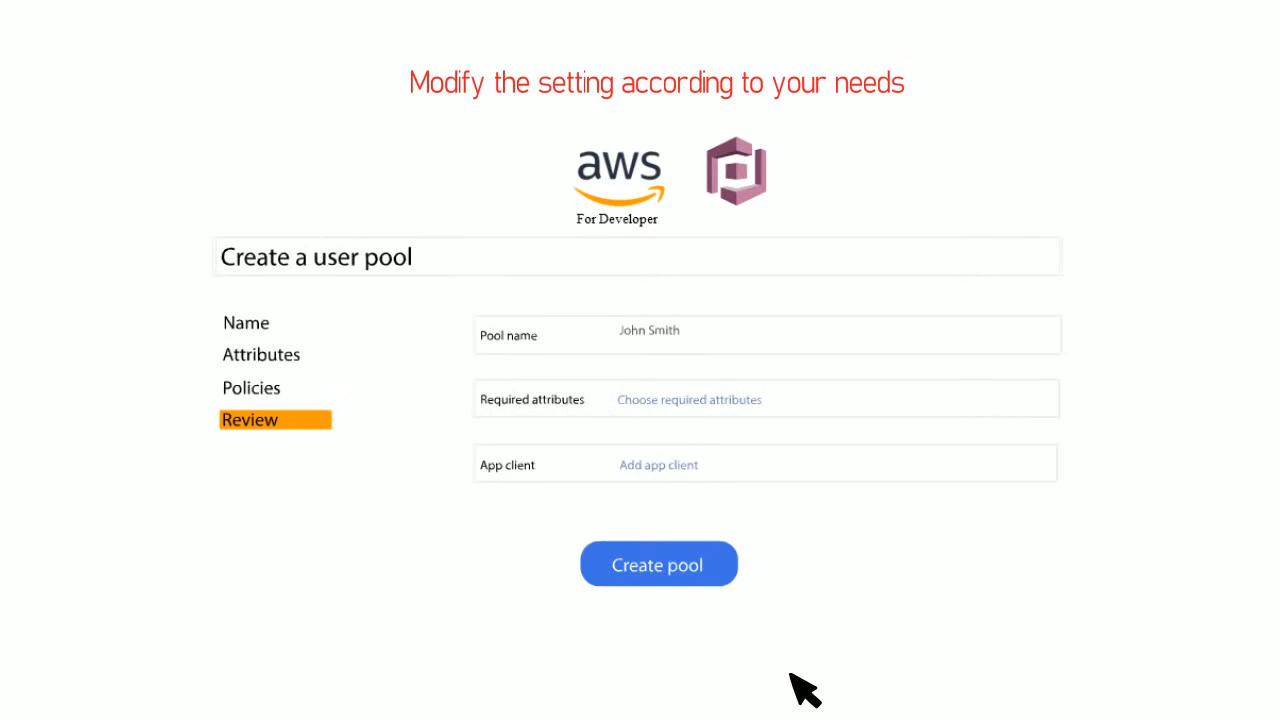 Modify the setting according to your needs
aws
For Developer
Create a user pool
Name
Attributes
Policies
Review
Pool name John Smith
Required attributes Choose required attributes
App client Add app client
Create pool